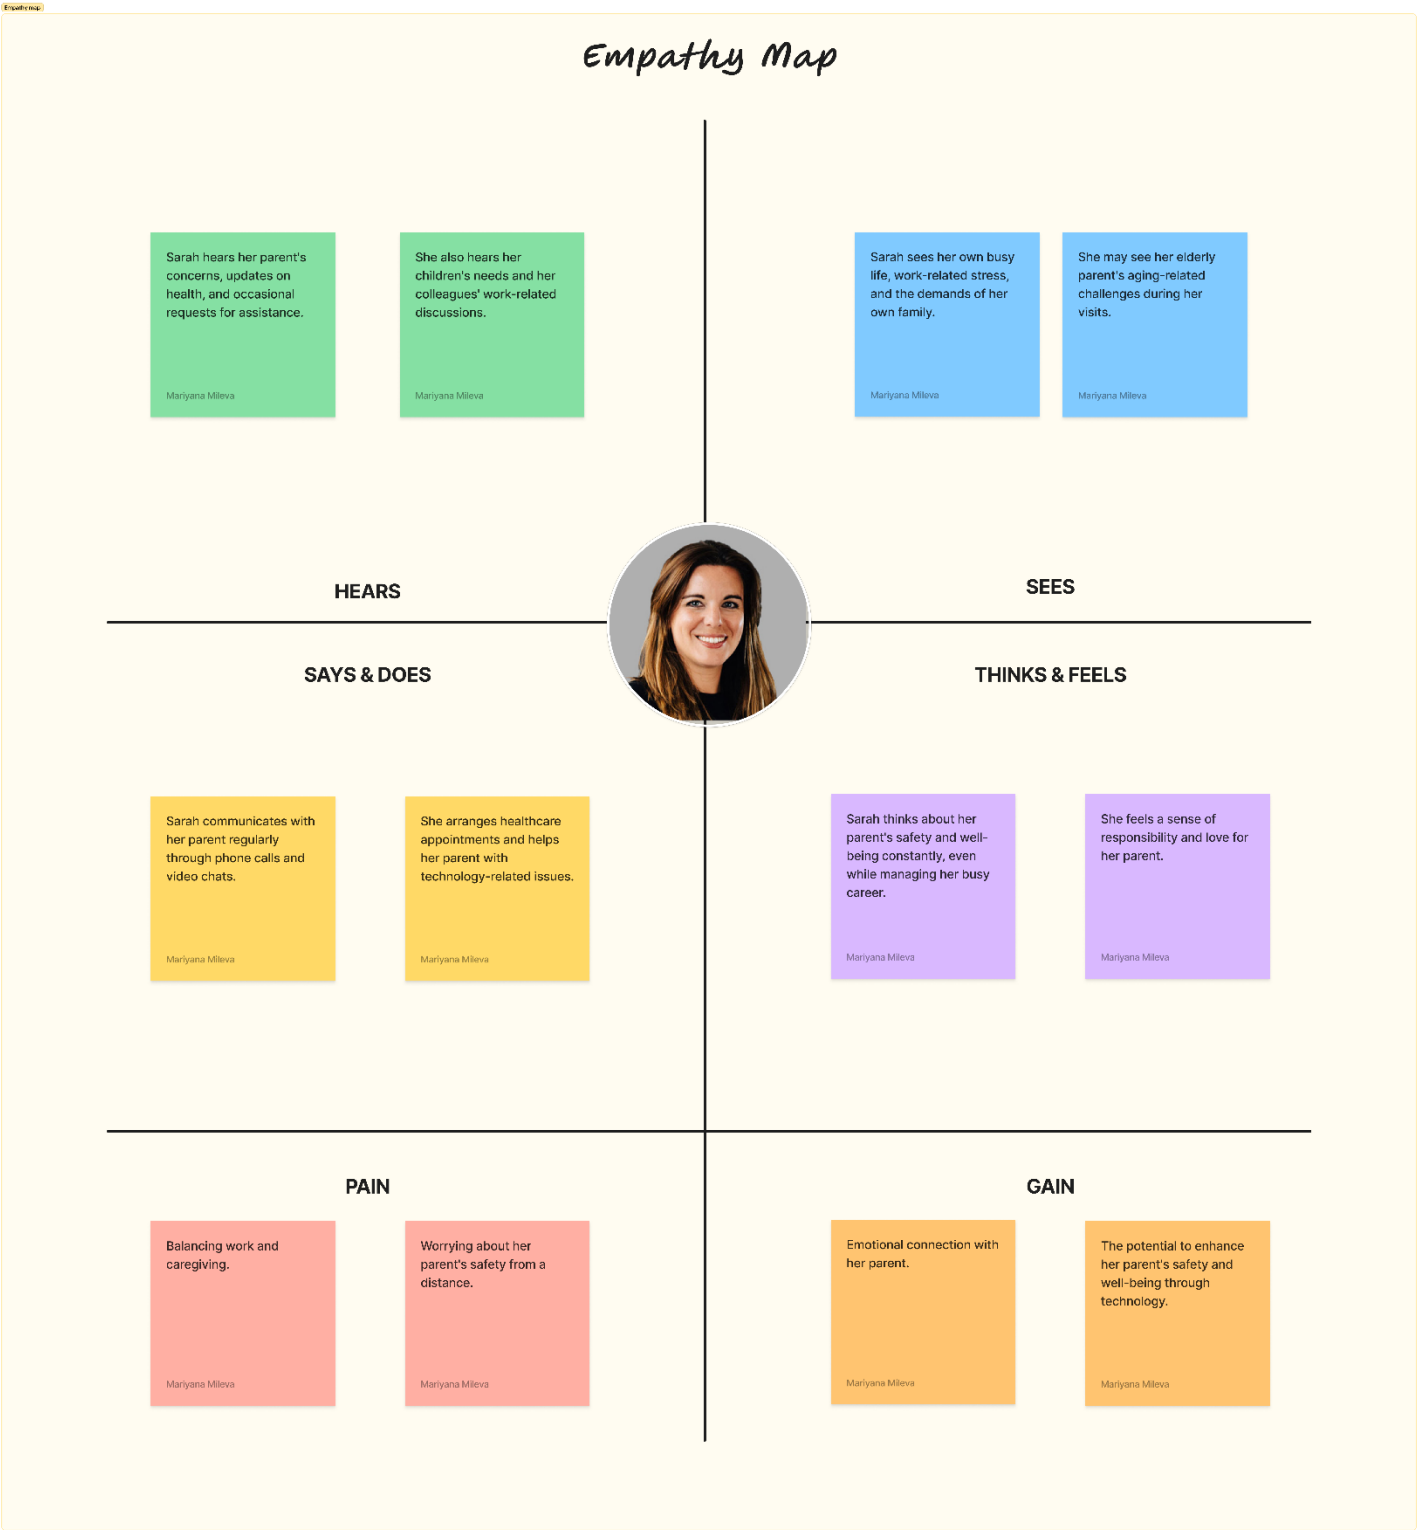 Empathy map
Empathy Map
Sarah hears her parent's
concerns, updates on
health, and occasional
requests for assistance.
Mariyana Mileva
She also hears her
children's needs and her
colleagues' work-related
discussions.
Mariyana Mileva
Sarah sees her own busy
life, work-related stress,
and the demands of her
own family.
Mariyana Mileva
She may see her elderly
parent's aging-related
challenges during her
visits.
Mariyana Mileva
HEARS
SEES
SAYS & DOES
THINKS & FEELS
Sarah communicates with
her parent regularly
through phone calls and
video chats.
Mariyana Mileva
She arranges healthcare
appointments and helps
her parent with
technology-related issues.
Mariyana Mileva
Sarah thinks about her
parent's safety and well-
being constantly, even
while managing her busy
career.
Mariyana Mileva
She feels a sense of
responsibility and love for
her parent.
Mariyana Mileva
PAIN
GAIN
Balancing work and
caregiving.
Mariyana Mileva
Worrying about her
parent's safety from a
distance.
Mariyana Mileva
Emotional connection with
her parent.
Mariyana Mileva
The potential to enhance
her parent's safety and
well-being through
technology.
Mariyana Mileva